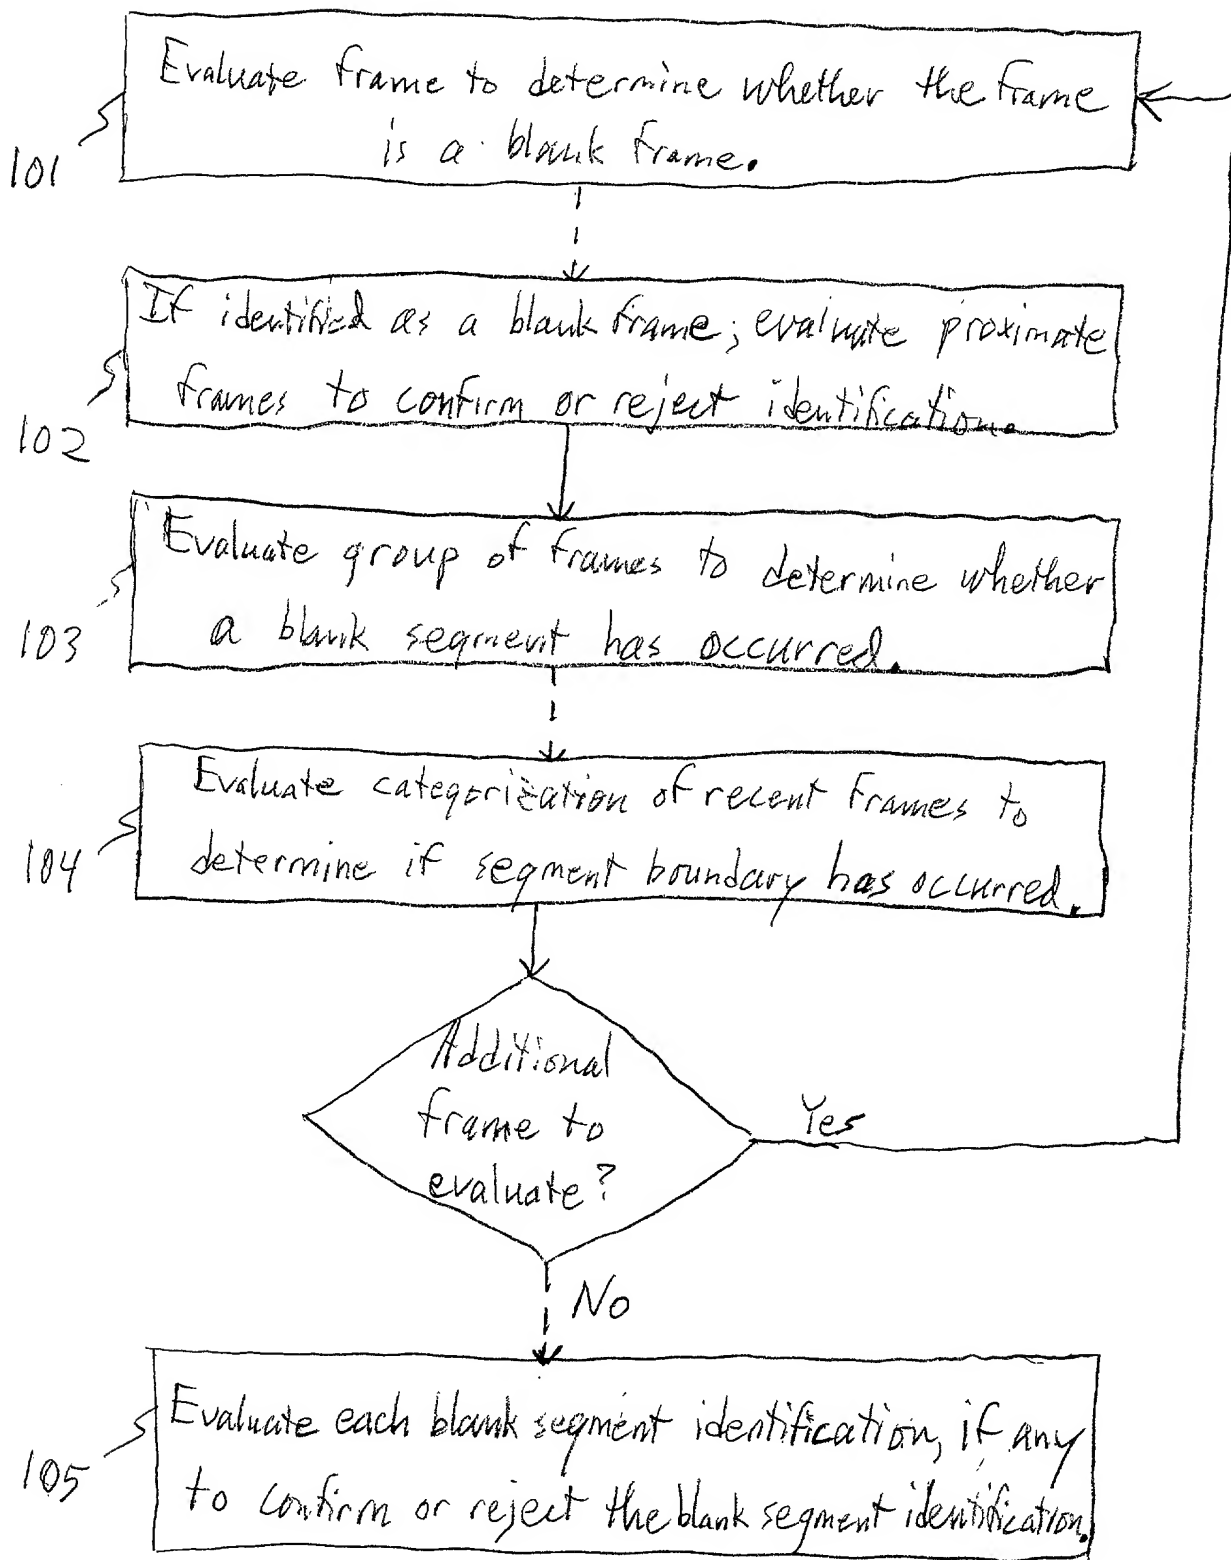 Evaluate frame to determine whether the frame
is a blank frame.
101
If identified as a blank frame; evaluate proximate
frames to confirm or reject identification.
102
Evaluate group of frames to determine whether
a blank segment has occurred.
103
Evaluate categorization of recent frames to
determine if segment boundary has occurred.
104
Additional
frame to
evaluate?
Yes
No
Evaluate each blank segment identification, if any
to confirm or reject the blank segment identification.
105